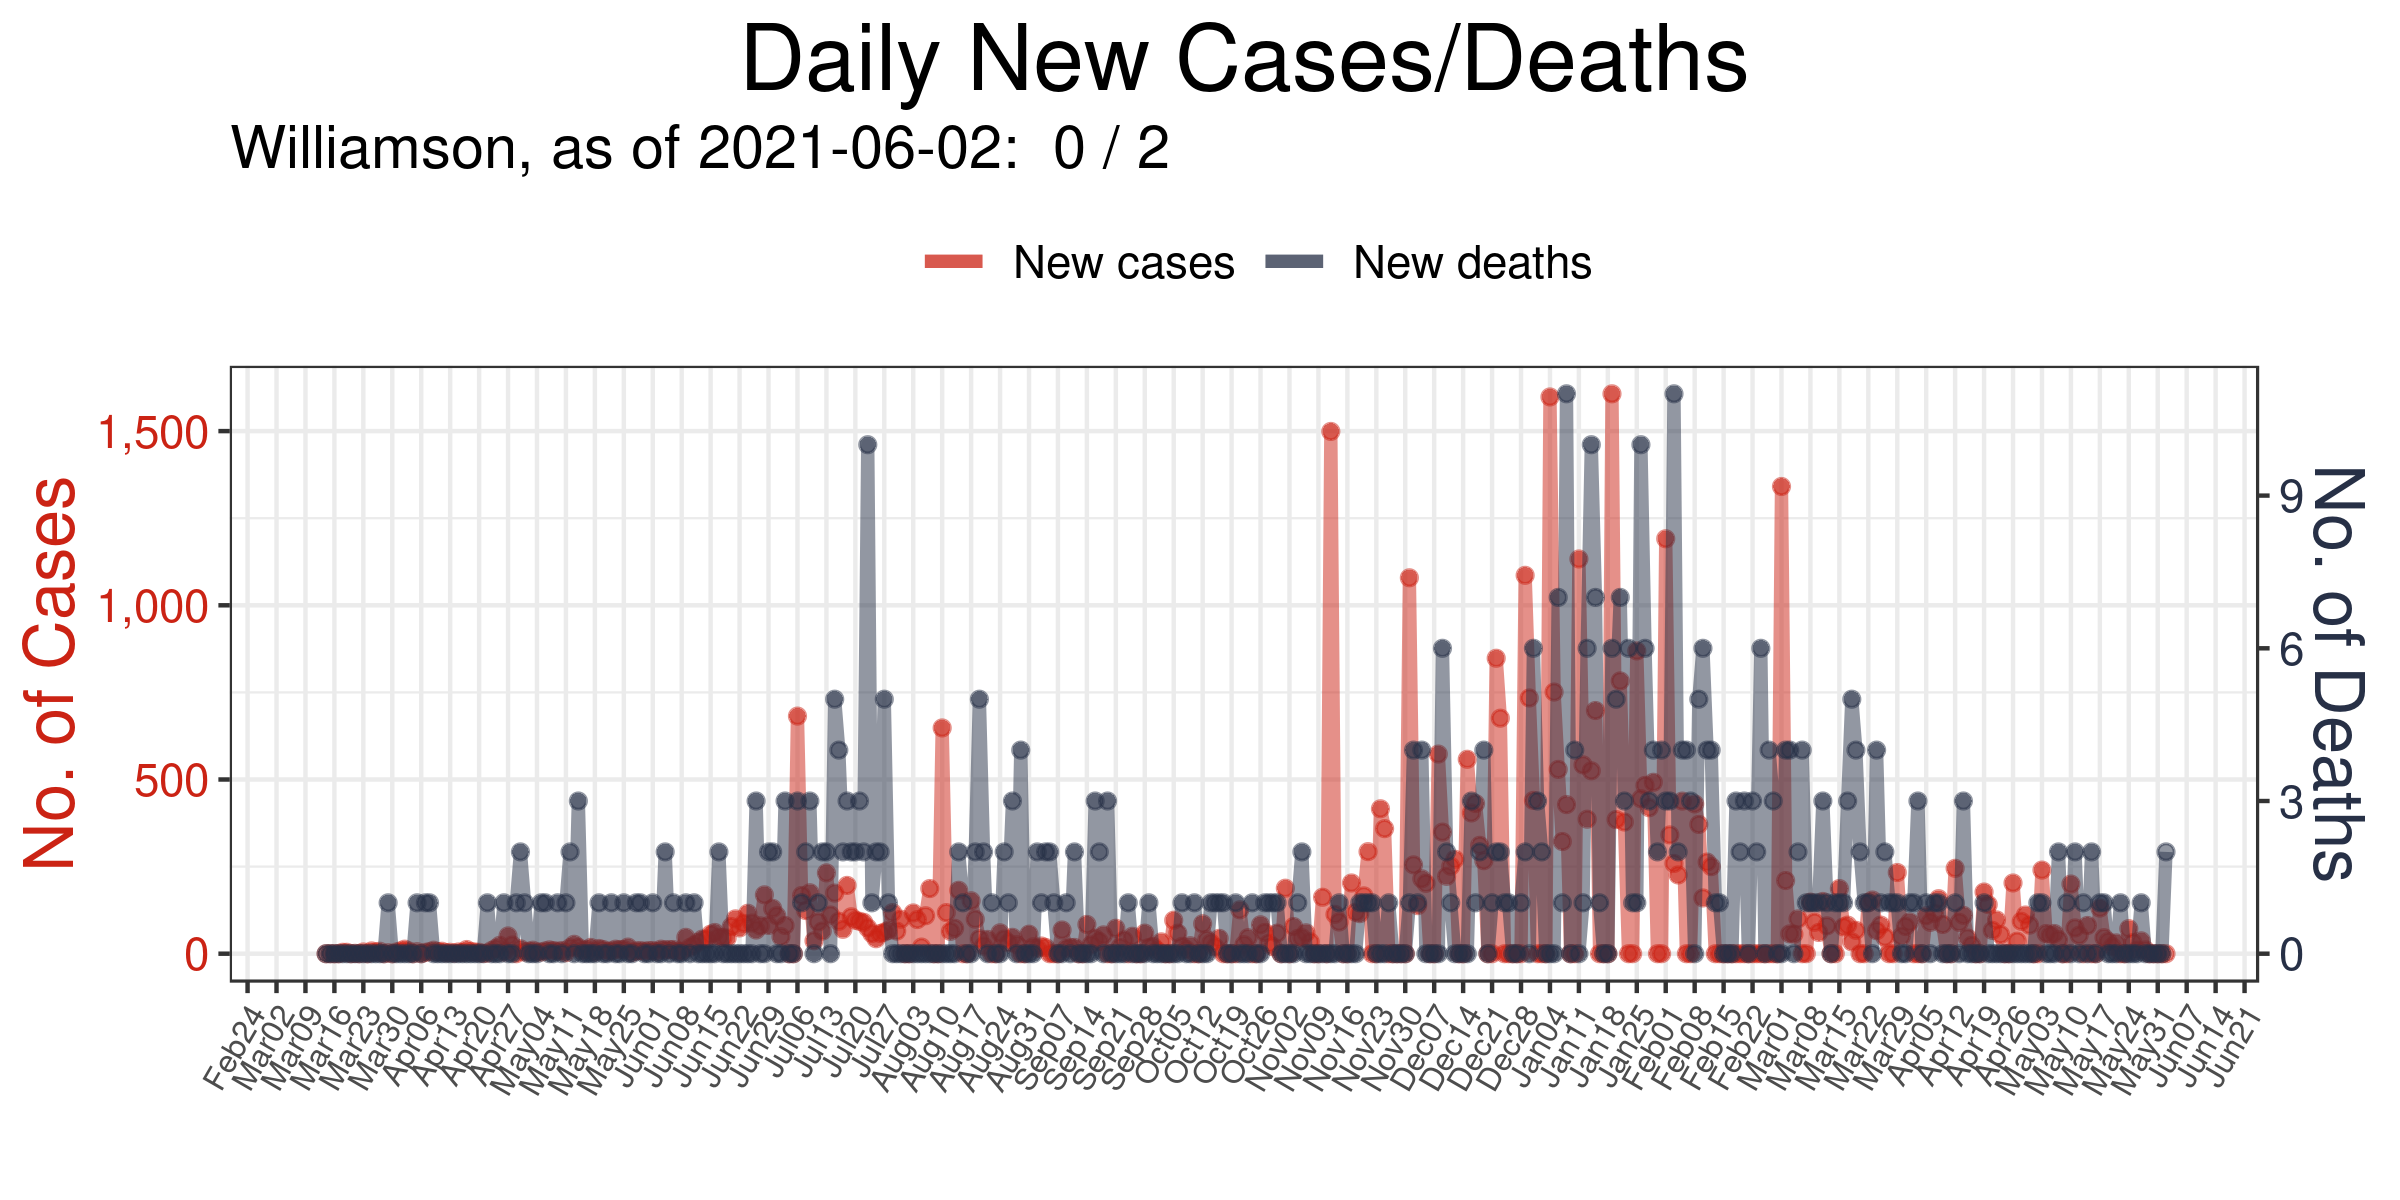 Daily New Cases/Deaths
Williamson, as of 2021-06-02:  0 / 2
New cases
New deaths
No. of Cases
1,500
1,000
500
0
9
6
3
0
No. of Deaths
Feb24
Mar02
Mar09
Mar16
Mar23
Mar30
Apr06
Apr13
Apr20
Apr27
May04
May11
May18
May25
Jun01
Jun08
Jun15
Jun22
Jun29
Jul06
Jul13
Jul20
Jul27
Aug03
Aug10
Aug17
Aug24
Aug31
Sep07
Sep14
Sep21
Sep28
Oct05
Oct12
Oct19
Oct26
Nov02
Nov09
Nov16
Nov23
Nov30
Dec07
Dec14
Dec21
Dec28
Jan04
Jan11
Jan18
Jan25
Feb01
Feb08
Feb15
Feb22
Mar01
Mar08
Mar15
Mar22
Mar29
Apr05
Apr12
Apr19
Apr26
May03
May10
May17
May24
May31
Jun07
Jun14
Jun21